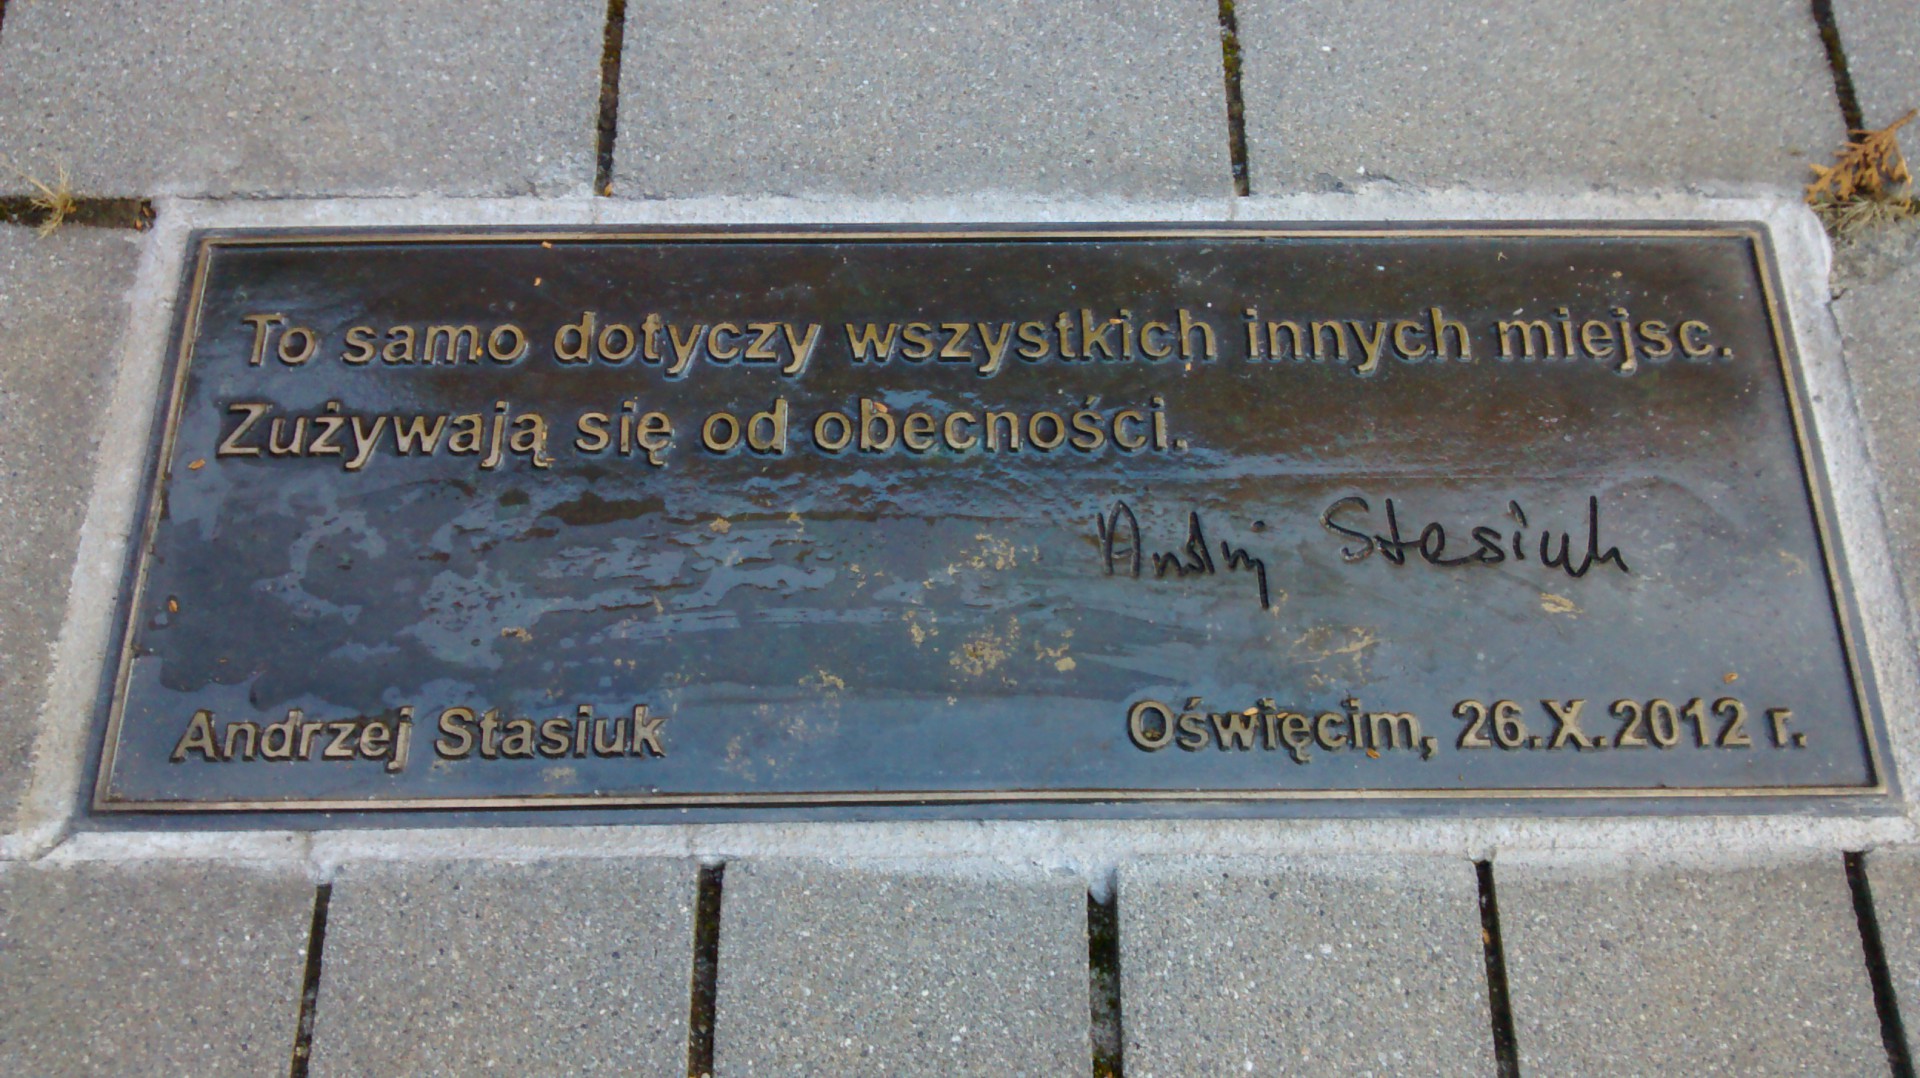 To samo dotyczy wszystkich innych miejsc.
Zużywają się od obecności.
Andrzej Stasiuk
Andrzej Stasiuk
Oświęcim, 26.X.2012 r.